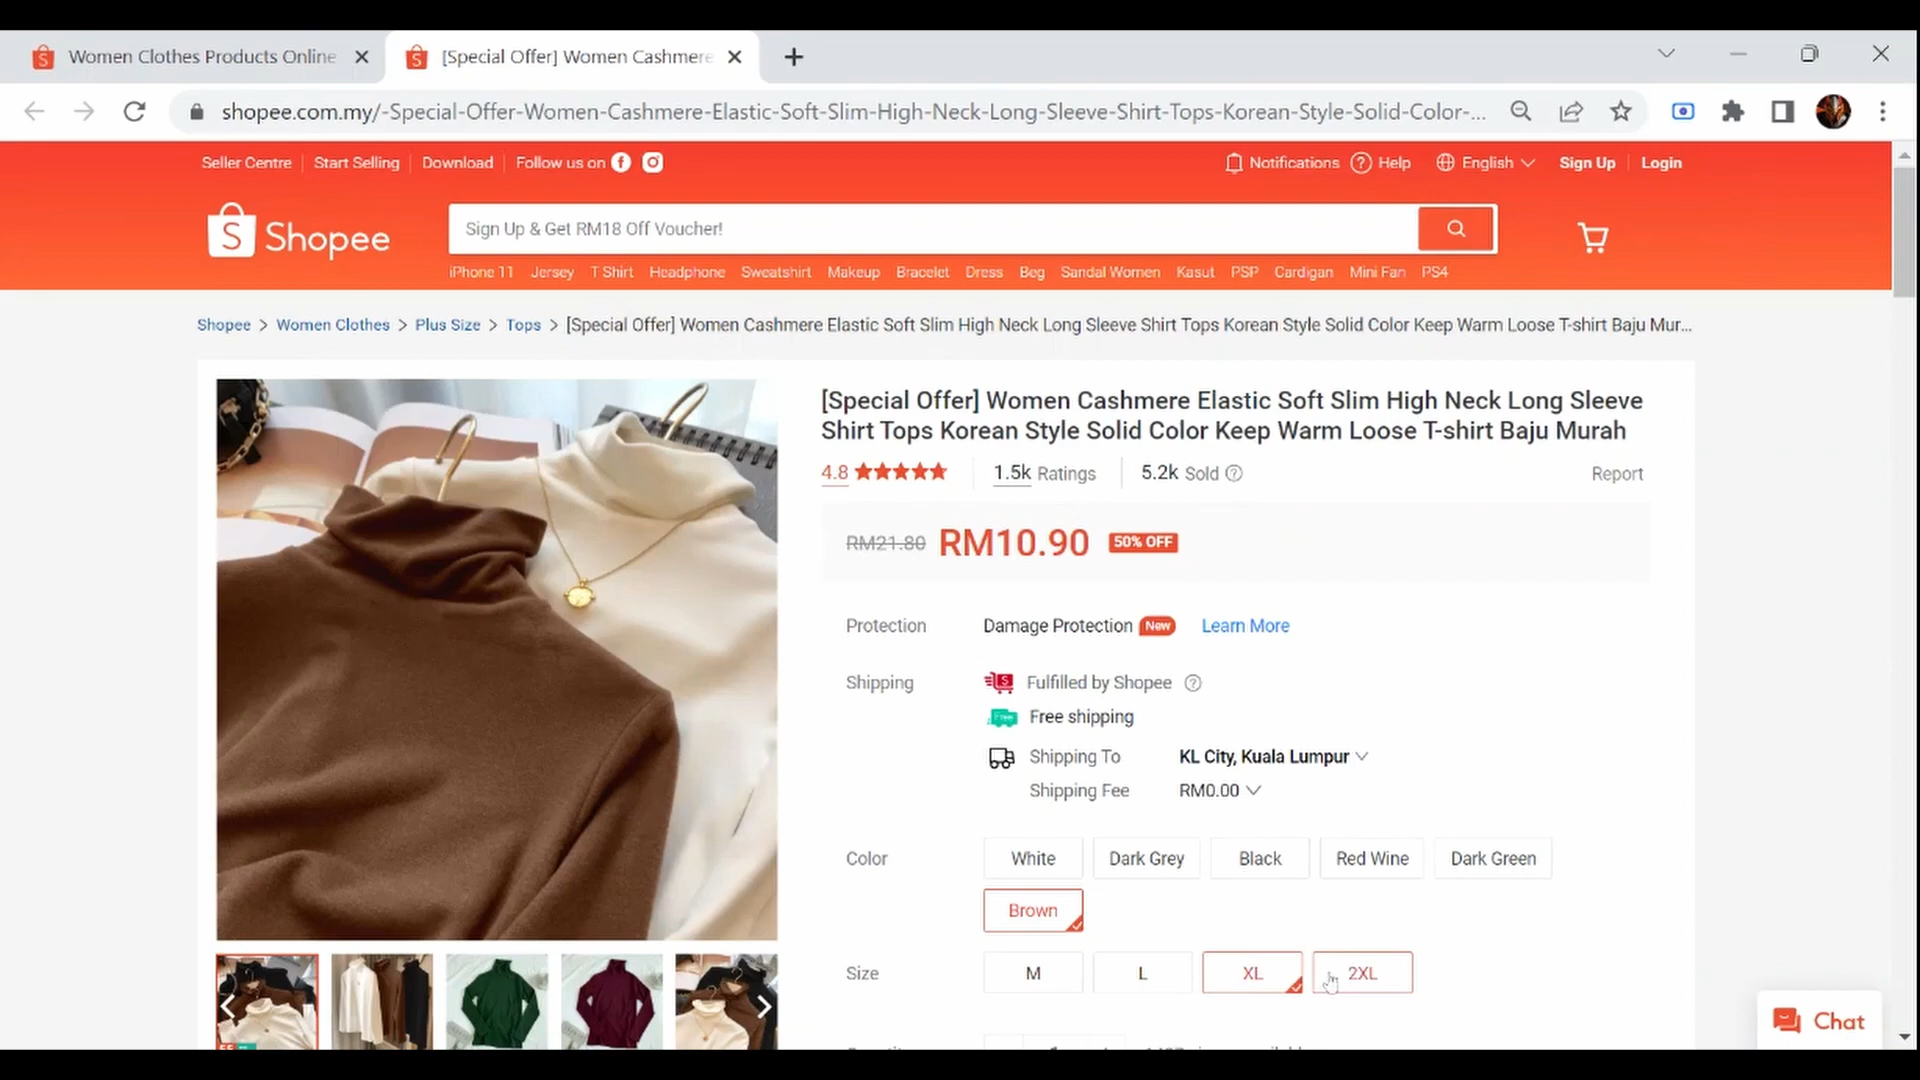 Women Clothes Products Online
[Special Offer] Women Cashmere
shopee.com.my/-Special-Offer-Women-Cashmere-Elastic-Soft-Slim-High-Neck-Long-Sleeve-Shirt-Tops-Korean-Style-Solid-Color-...
Seller Centre Start Selling Download Follow us on Notifications Help English Sign Up Login
Shopee
Sign Up & Get RM18 Off Voucher!
iPhone 11 Jersey T Shirt Headphone Sweatshirt Makeup Bracelet Dress Beg Sandal Women Kasut PSP Cardigan Mini Fan PS4
Shopee > Women Clothes > Plus Size > Tops > [Special Offer] Women Cashmere Elastic Soft Slim High Neck Long Sleeve Shirt Tops Korean Style Solid Color Keep Warm Loose T-shirt Baju Mur...
[Special Offer] Women Cashmere Elastic Soft Slim High Neck Long Sleeve
Shirt Tops Korean Style Solid Color Keep Warm Loose T-shirt Baju Murah
4.8 1.5k Ratings 5.2k Sold Report
RM21.80 RM10.90 50% OFF
Protection Damage Protection New Learn More
Shipping Fulfilled by Shopee
Free shipping
Shipping To KL City, Kuala Lumpur
Shipping Fee RM0.00
Color White Dark Grey Black Red Wine Dark Green
Brown
Size M L XL 2XL
Chat